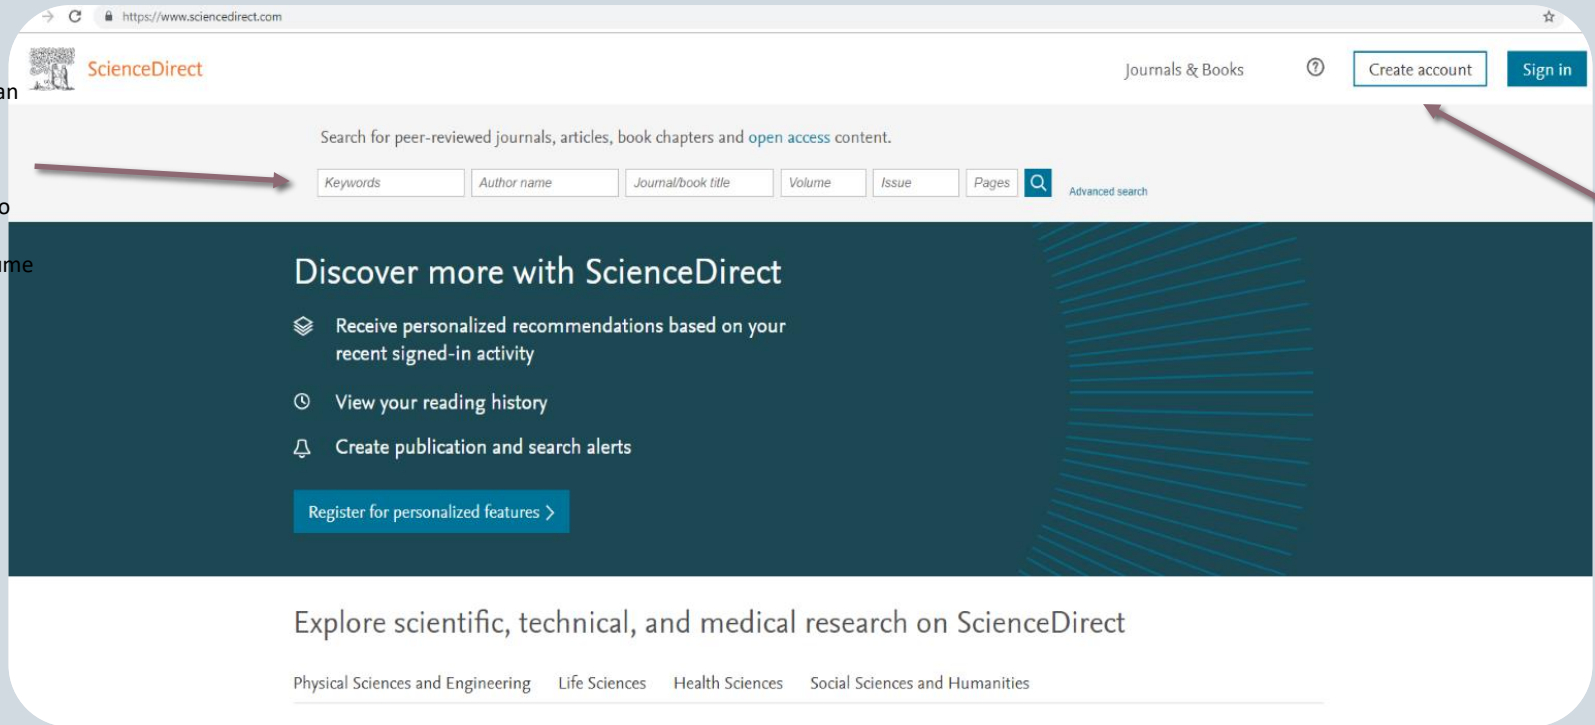 https://www.sciencedirect.com
ScienceDirect
Journals & Books
Create account
Sign in
an
Search for peer-reviewed journals, articles, book chapters and open access content.
Keywords
Author name
Journal/book title
Volume
Issue
Pages
Advanced search
o
ume
Discover more with ScienceDirect
Receive personalized recommendations based on your
recent signed-in activity
View your reading history
Create publication and search alerts
Register for personalized features >
Explore scientific, technical, and medical research on ScienceDirect
Physical Sciences and Engineering Life Sciences Health Sciences Social Sciences and Humanities